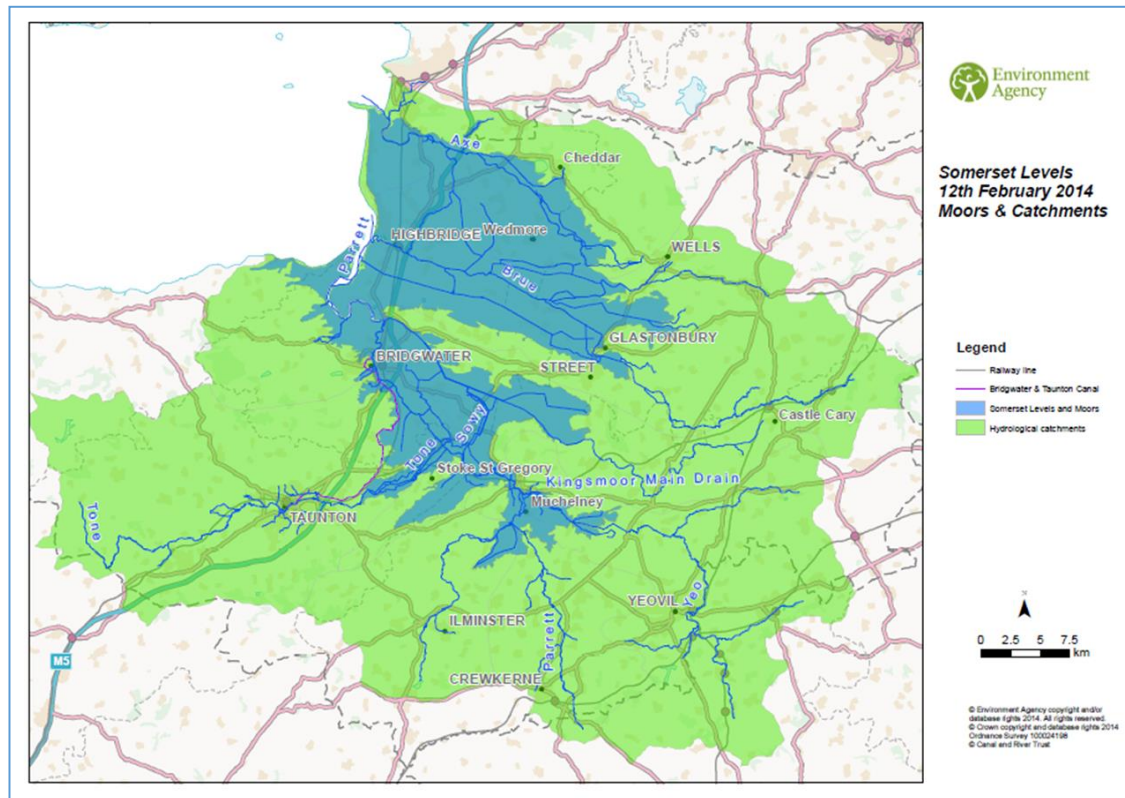 Environment
Agency
Somerset Levels
12th February 2014
Moors & Catchments
Axe
Cheddar
Parrett
HIGHBRIDGE
Wedmore
WELLS
Brue
GLASTONBURY
BRIDGWATER
STREET
Castle Cary
Sowy
Tone
Stoke St Gregory
Kingsmoor Main Drain
Muchelney
Tone
TAUNTON
YEOVIL
Yeo
ILMINSTER
Parrett
CREWKERNE
M5
Legend
Railway line
Bridgwater & Taunton Canal
Somerset Levels and Moors
Hydrological catchments
0 2.5 5 7.5
km
© Environment Agency copyright and/or
database rights 2014. All rights reserved.
© Crown copyright and database rights 2014
Ordnance Survey 100024198
© Canal and River Trust